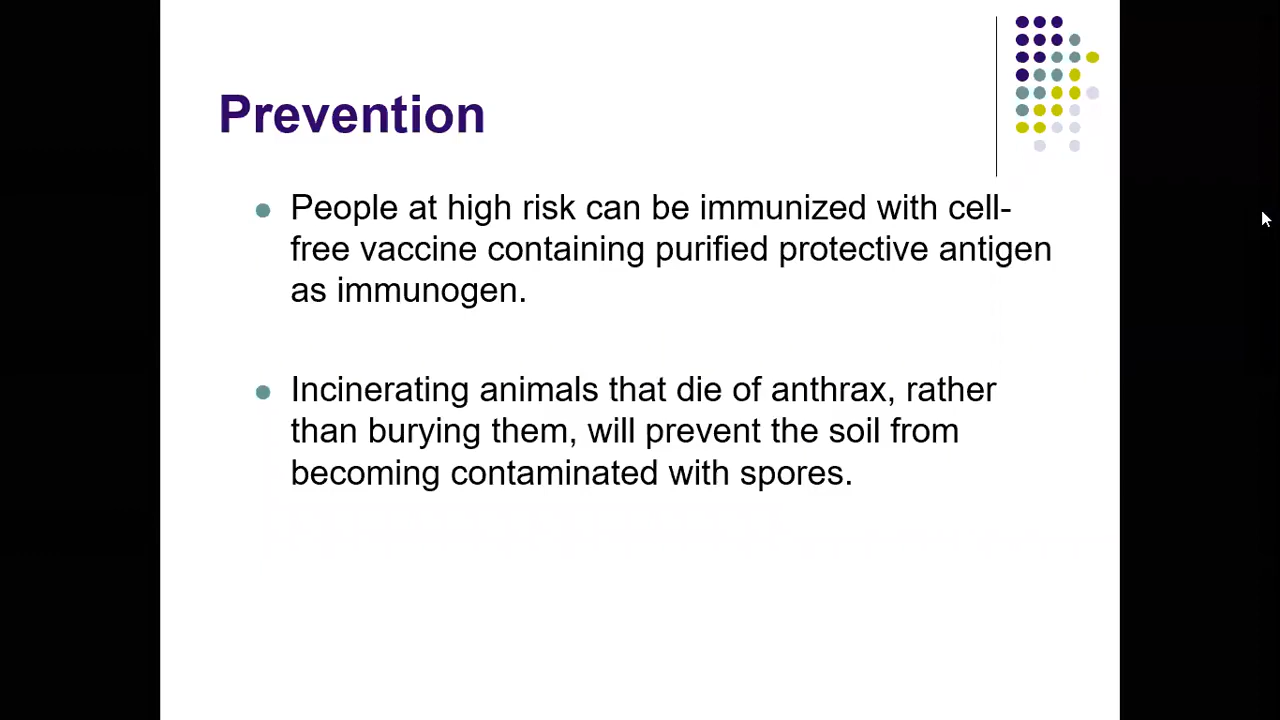 Prevention
People at high risk can be immunized with cell-
free vaccine containing purified protective antigen
as immunogen.
Incinerating animals that die of anthrax, rather
than burying them, will prevent the soil from
becoming contaminated with spores.